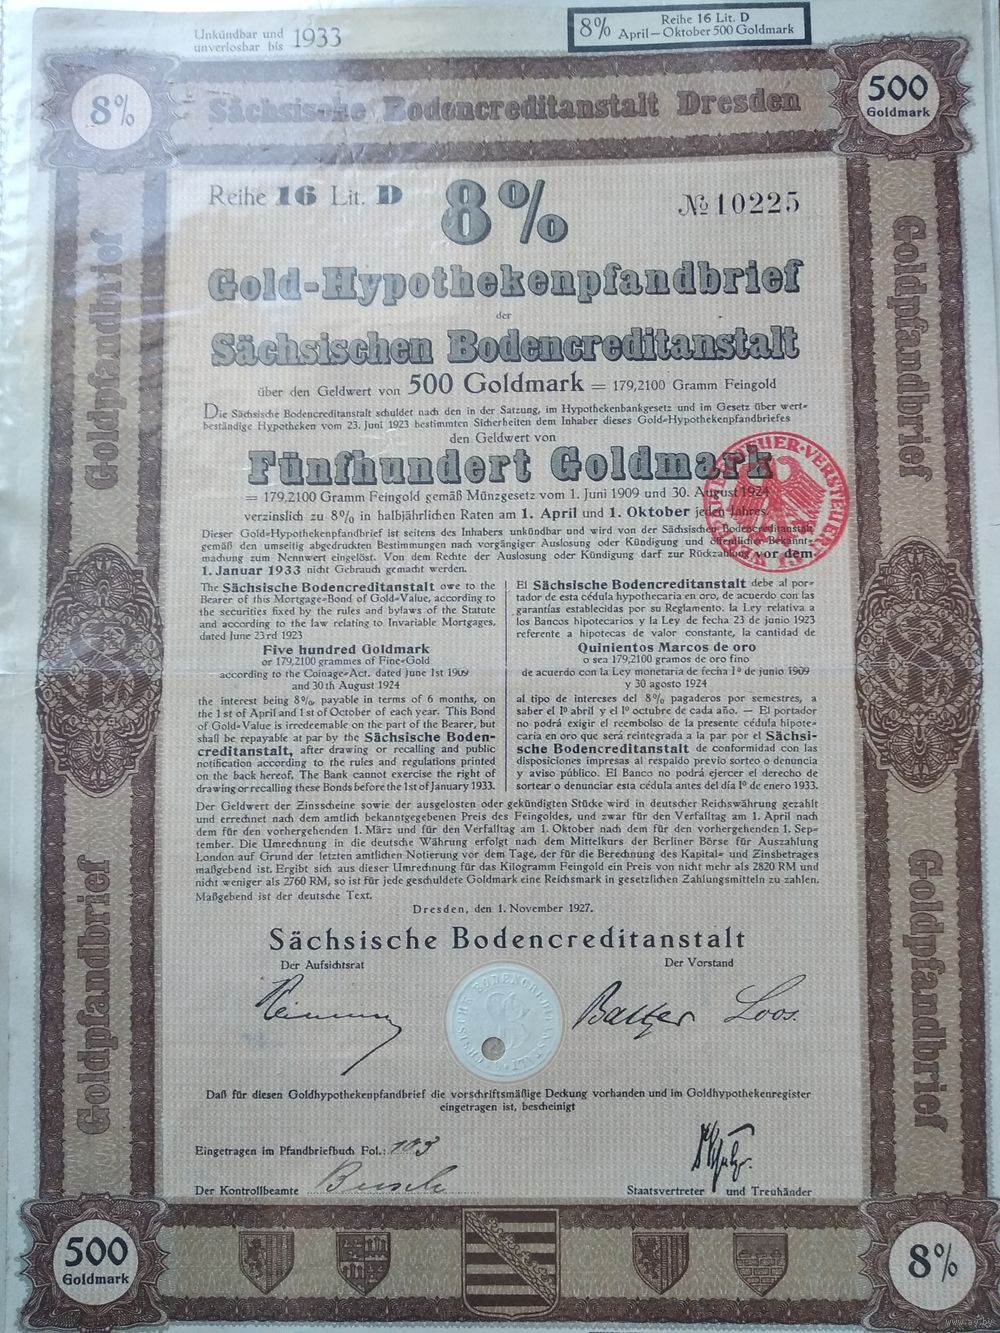 Unkündbar und
unverlosbar bis 1933
8% Reihe 16 Lit. D
April – Oktober 500 Goldmark
8%
Sächsische Bodencreditanstalt Dresden
500
Goldmark
Reihe 16 Lit. D 8% № 10225
Gold-Hypothekenpfandbrief
der
Sächsischen Bodencreditanstalt
über den Geldwert von 500 Goldmark = 179,2100 Gramm Feingold
Die Sächsische Bodencreditanstalt schuldet nach den in der Satzung, im Hypothekenbankgesetz und im Gesetz über wert-
beständige Hypotheken vom 23. Juni 1923 bestimmten Sicherheiten dem Inhaber dieses Gold-Hypothekenpfandbriefes
den Geldwert von
Fünfhundert Goldmark
= 179,2100 Gramm Feingold gemäß Münzgesetz vom 1. Juni 1909 und 30. August 1924
verzinslich zu 8% in halbjährlichen Raten am 1. April und 1. Oktober jeden Jahres.
Dieser Gold-Hypothekenpfandbrief ist seitens des Inhabers unkündbar und wird von der Sächsischen Bodencreditanstalt
gemäß den umseitig abgedruckten Bestimmungen nach vorgängiger Auslosung oder Kündigung und öffentlicher Bekannt-
machung zum Nennwert eingelöst. Von dem Rechte der Auslosung oder Kündigung darf zur Rückzahlung vor dem
1. Januar 1933 nicht Gebrauch gemacht werden.
The Sächsische Bodencreditanstalt owe to the
Bearer of this Mortgage-Bond of Gold-Value, according to
the securities fixed by the rules and bylaws of the Statute
and according to the law relating to Invariable Mortgages,
dated June 23rd 1923
Five hundred Goldmark
or 179,2100 grammes of Fine-Gold
according to the Coinage-Act. dated June 1st 1909
and 30th August 1924
the interest being 8%, payable in terms of 6 months, on
the 1st of April and 1st of October of each year. This Bond
of Gold-Value is irredeemable on the part of the Bearer, but
shall be repayable at par by the Sächsische Boden-
creditanstalt, after drawing or recalling and public
notification according to the rules and regulations printed
on the back hereof. The Bank cannot exercise the right of
drawing or recalling these Bonds before the 1st of January 1933.
El Sächsische Bodencreditanstalt debe al por-
tador de esta cédula hypothecaria en oro, de acuerdo con las
garantías establecidas por su Reglamento, la Ley relativa a
los Bancos hipotecarios y la Ley de fecha 23 de junio 1923
referente a hipotecas de valor constante, la cantidad de
Quinientos Marcos de oro
o sea 179,2100 gramos de oro fino
de acuerdo con la Ley monetaria de fecha 1º de junio 1909
y 30 agosto 1924
al tipo de intereses del 8% pagaderos por semestres, a
saber el 1º abril y el 1º octubre de cada año. — El portador
no podrá exigir el reembolso de la presente cédula hipote-
caria en oro que será reintegrada a la par por el Sächsi-
sche Bodencreditanstalt de conformidad con las
disposiciones impresas al respaldo previo sorteo o denuncia
y aviso público. El Banco no podrá ejercer el derecho de
sortear o denunciar esta cédula antes del día 1º de enero 1933.
Der Geldwert der Zinsscheine sowie der ausgelosten oder gekündigten Stücke wird in deutscher Reichswährung gezahlt
und errechnet nach dem amtlich bekanntgegebenen Preis des Feingoldes, und zwar für den Verfalltag am 1. April nach
dem für den vorhergehenden 1. März und für den Verfalltag am 1. Oktober nach dem für den vorhergehenden 1. Sep-
tember. Die Umrechnung in die deutsche Währung erfolgt nach dem Mittelkurs der Berliner Börse für Auszahlung
London auf Grund der letzten amtlichen Notierung vor dem Tage, der für die Berechnung des Kapital- und Zinsbetrages
maßgebend ist. Ergibt sich aus dieser Umrechnung für das Kilogramm Feingold ein Preis von nicht mehr als 2820 RM und
nicht weniger als 2760 RM, so ist für jede geschuldete Goldmark eine Reichsmark in gesetzlichen Zahlungsmitteln zu zahlen.
Maßgebend ist der deutsche Text.
Dresden, den 1. November 1927.
Sächsische Bodencreditanstalt
Der Aufsichtsrat
Der Vorstand
Baltzer Loos.
Daß für diesen Goldhypothekenpfandbrief die vorschriftsmäßige Deckung vorhanden und im Goldhypothekenregister
eingetragen ist, bescheinigt
Eingetragen im Pfandbriefbuch Fol.: 103
Der Kontrollbeamte Busch
Staatsvertreter und Treuhänder
Goldpfandbrief
Goldpfandbrief
Goldpfandbrief
Goldpfandbrief
500
Goldmark
8%
www.ay.by